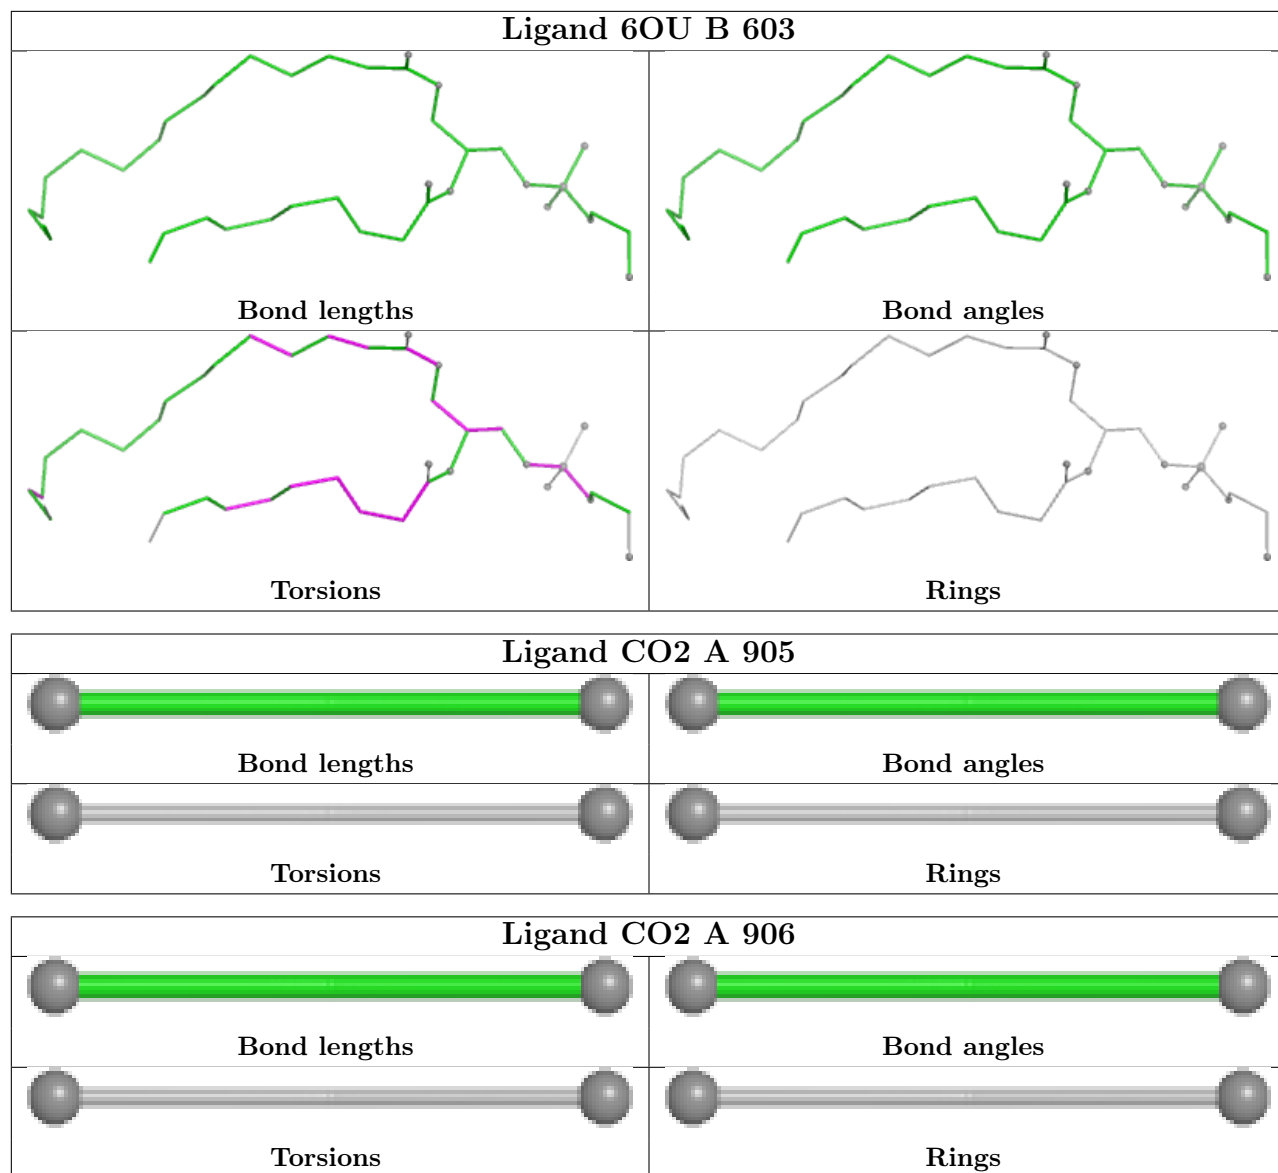 Ligand 6OU B 603
Bond lengths
Bond angles
Torsions
Rings
Ligand CO2 A 905
Bond lengths
Bond angles
Torsions
Rings
Ligand CO2 A 906
Bond lengths
Bond angles
Torsions
Rings